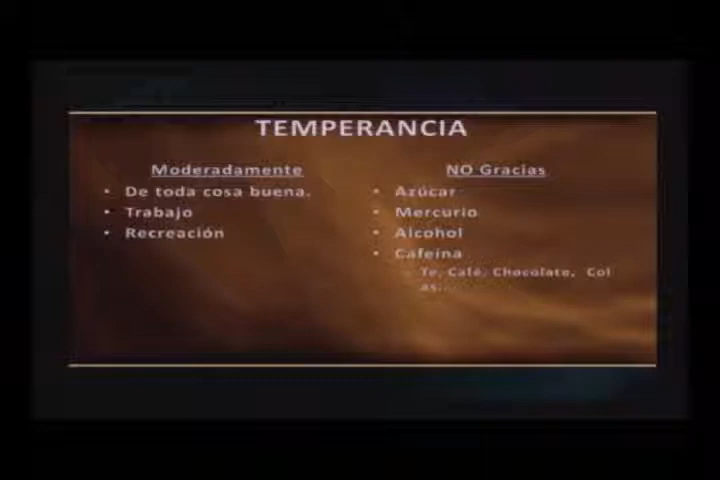 TEMPERANCIA
Moderadamente
• De toda cosa buena.
• Trabajo
• Recreación
NO Gracias
• Azúcar
• Mercurio
• Alcohol
• Cafeína
Te, Café, Chocolate, Col
as...